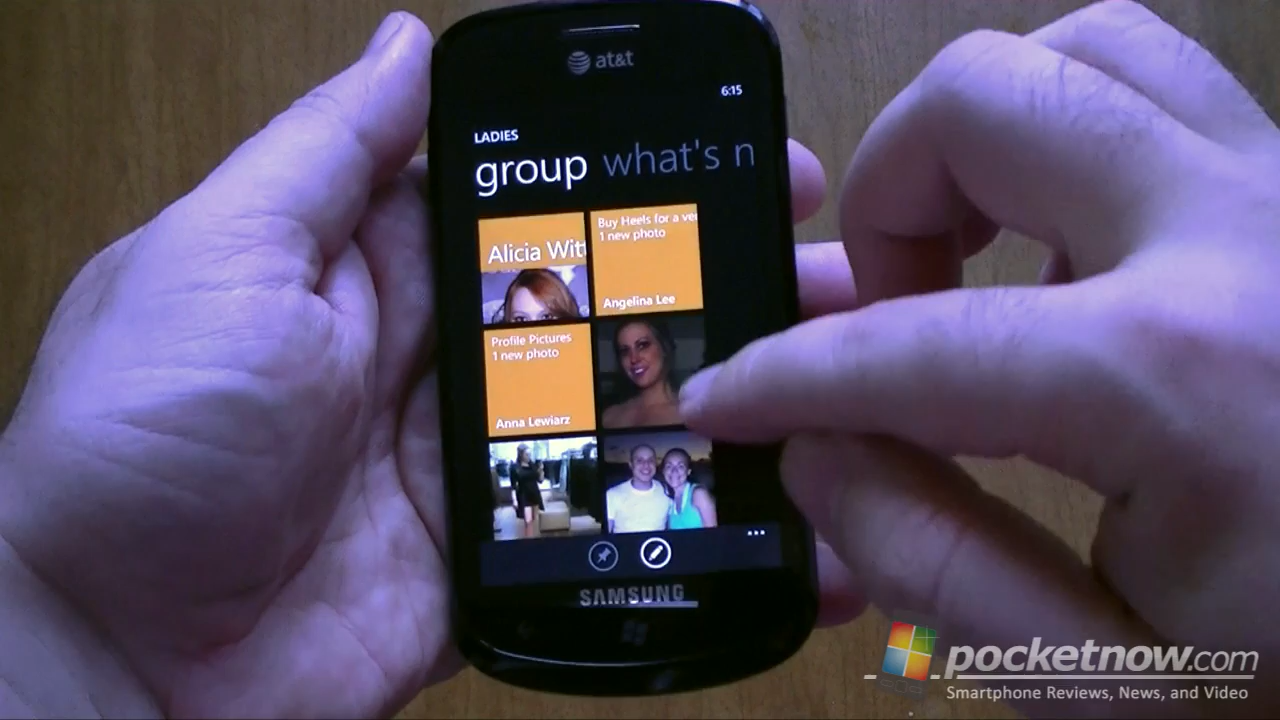 at&t
6:15
LADIES
group what's n
Alicia Wit
Buy Heels for a ve
1 new photo
Angelina Lee
Profile Pictures
1 new photo
Anna Lewiarz
SAMSUNG
pocketnow.com
Smartphone Reviews, News, and Video